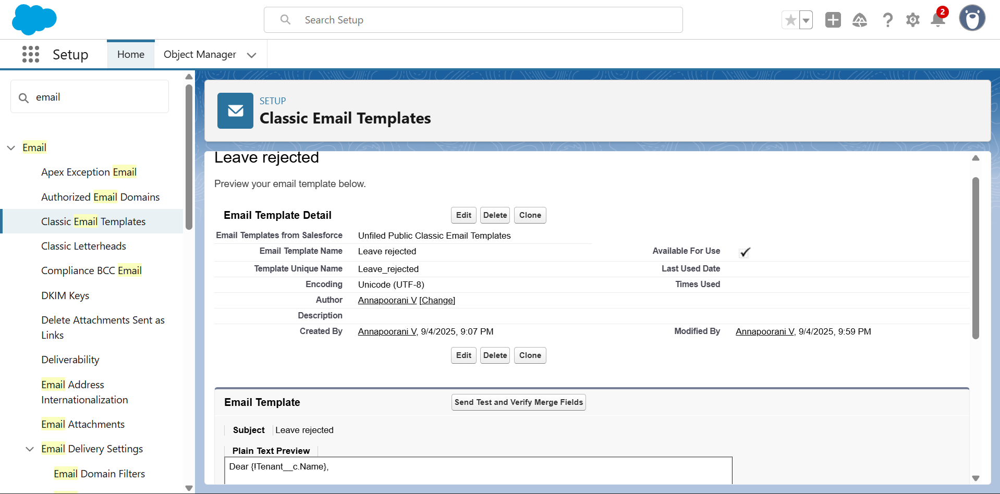 Search Setup
2
Setup
Home
Object Manager
email
Email
Apex Exception Email
Authorized Email Domains
Classic Email Templates
Classic Letterheads
Compliance BCC Email
DKIM Keys
Delete Attachments Sent as
Links
Deliverability
Email Address
Internationalization
Email Attachments
Email Delivery Settings
Email Domain Filters
SETUP
Classic Email Templates
Leave rejected
Preview your email template below.
Email Template Detail
Edit Delete Clone
Email Templates from Salesforce Unfiled Public Classic Email Templates
Email Template Name Leave rejected Available For Use
Template Unique Name Leave_rejected Last Used Date
Encoding Unicode (UTF-8) Times Used
Author Annapoorani V [Change]
Description
Created By Annapoorani V, 9/4/2025, 9:07 PM Modified By Annapoorani V, 9/4/2025, 9:59 PM
Edit Delete Clone
Email Template Send Test and Verify Merge Fields
Subject Leave rejected
Plain Text Preview
Dear {!Tenant__c.Name},